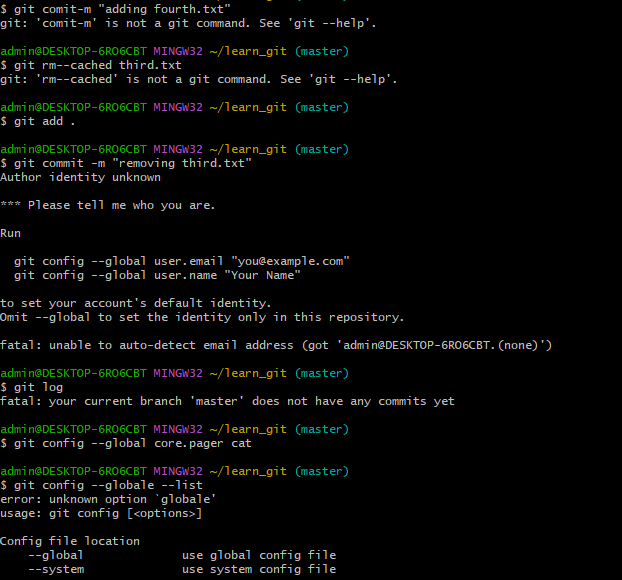 $ git comit-m "adding fourth.txt"
git: 'comit-m' is not a git command. See 'git --help'.
admin@DESKTOP-6RO6CBT MINGW32 ~/learn_git (master)
$ git rm--cached third.txt
git: 'rm--cached' is not a git command. See 'git --help'.
admin@DESKTOP-6RO6CBT MINGW32 ~/learn_git (master)
$ git add .
admin@DESKTOP-6RO6CBT MINGW32 ~/learn_git (master)
$ git commit -m "removing third.txt"
Author identity unknown
*** Please tell me who you are.
Run
git config --global user.email "you@example.com"
git config --global user.name "Your Name"
to set your account's default identity.
Omit --global to set the identity only in this repository.
fatal: unable to auto-detect email address (got 'admin@DESKTOP-6RO6CBT.(none)')
admin@DESKTOP-6RO6CBT MINGW32 ~/learn_git (master)
$ git log
fatal: your current branch 'master' does not have any commits yet
admin@DESKTOP-6RO6CBT MINGW32 ~/learn_git (master)
$ git config --global core.pager cat
admin@DESKTOP-6RO6CBT MINGW32 ~/learn_git (master)
$ git config --globale --list
error: unknown option `globale'
usage: git config [<options>]
Config file location
--global use global config file
--system use system config file